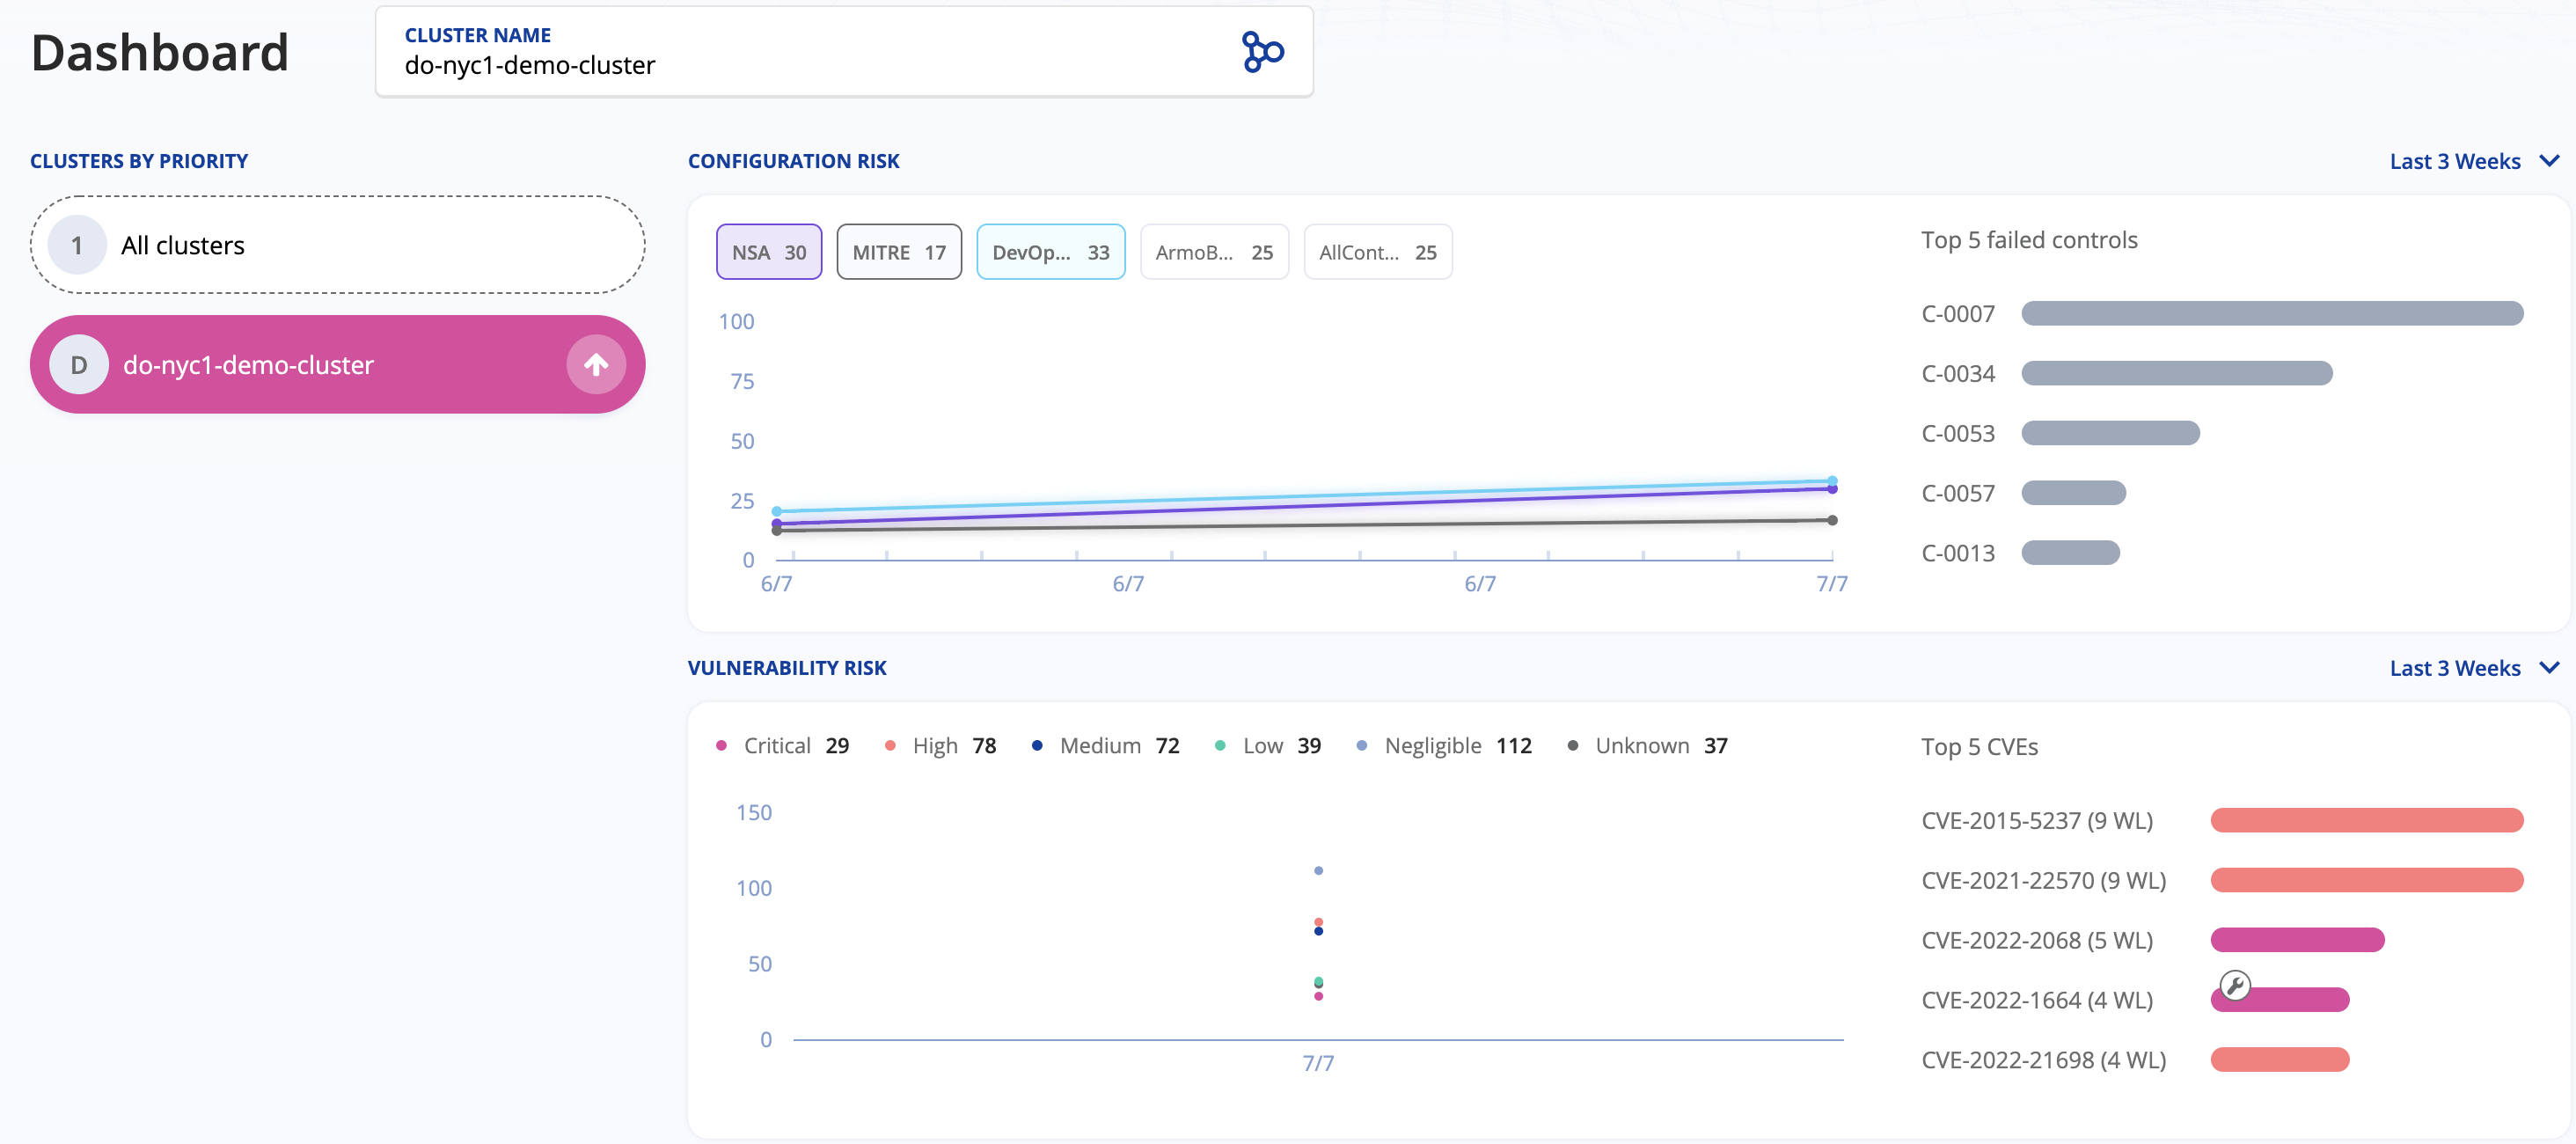 Dashboard
CLUSTER NAME
do-nyc1-demo-cluster
CLUSTERS BY PRIORITY
1 All clusters
D do-nyc1-demo-cluster
CONFIGURATION RISK
Last 3 Weeks
NSA 30 MITRE 17 DevOp... 33 ArmoB... 25 AllCont... 25
100
75
50
25
0
6/7 6/7 6/7 7/7
Top 5 failed controls
C-0007
C-0034
C-0053
C-0057
C-0013
VULNERABILITY RISK
Last 3 Weeks
Critical 29 High 78 Medium 72 Low 39 Negligible 112 Unknown 37
150
100
50
0
7/7
Top 5 CVEs
CVE-2015-5237 (9 WL)
CVE-2021-22570 (9 WL)
CVE-2022-2068 (5 WL)
CVE-2022-1664 (4 WL)
CVE-2022-21698 (4 WL)